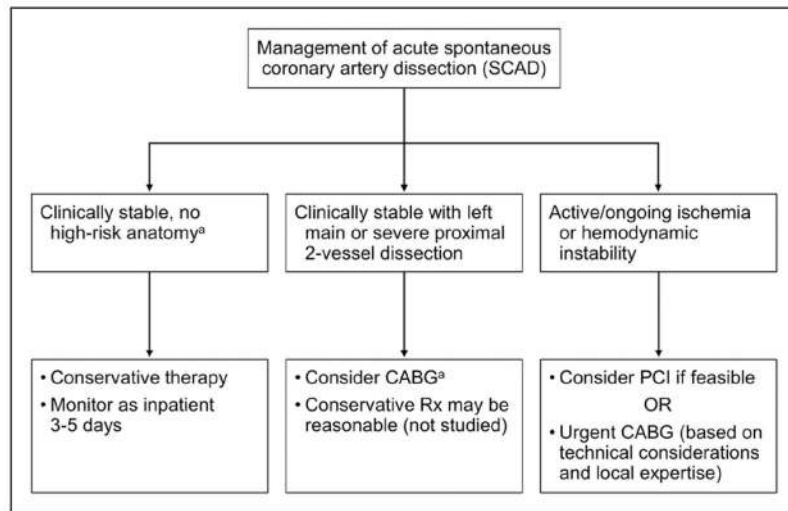 Management of acute spontaneous
coronary artery dissection (SCAD)
Clinically stable, no
high-risk anatomyᵃ
Clinically stable with left
main or severe proximal
2-vessel dissection
Active/ongoing ischemia
or hemodynamic
instability
• Conservative therapy
• Monitor as inpatient
3-5 days
• Consider CABGᵃ
• Conservative Rx may be
reasonable (not studied)
• Consider PCI if feasible
OR
• Urgent CABG (based on
technical considerations
and local expertise)